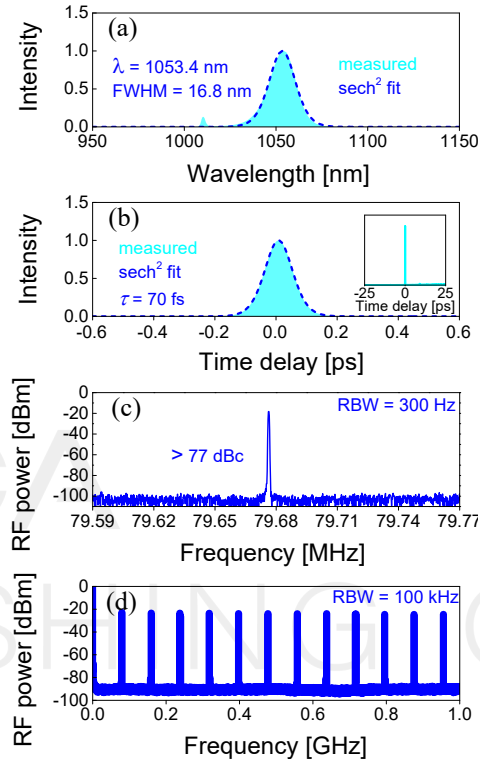 (a)
λ = 1053.4 nm
FWHM = 16.8 nm
measured
sech² fit
Intensity
1.5
1.0
0.5
0.0
950 1000 1050 1100 1150
Wavelength [nm]
(b)
measured
sech² fit
τ = 70 fs
Intensity
1.5
1.0
0.5
0.0
-25 0 25
Time delay [ps]
-0.6 -0.4 -0.2 0.0 0.2 0.4 0.6
Time delay [ps]
(c)
RBW = 300 Hz
> 77 dBc
RF power [dBm]
0
-20
-40
-60
-80
-100
79.59 79.62 79.65 79.68 79.71 79.74 79.77
Frequency [MHz]
(d)
RBW = 100 kHz
RF power [dBm]
0
-20
-40
-60
-80
-100
0.0 0.2 0.4 0.6 0.8 1.0
Frequency [GHz]
SHING